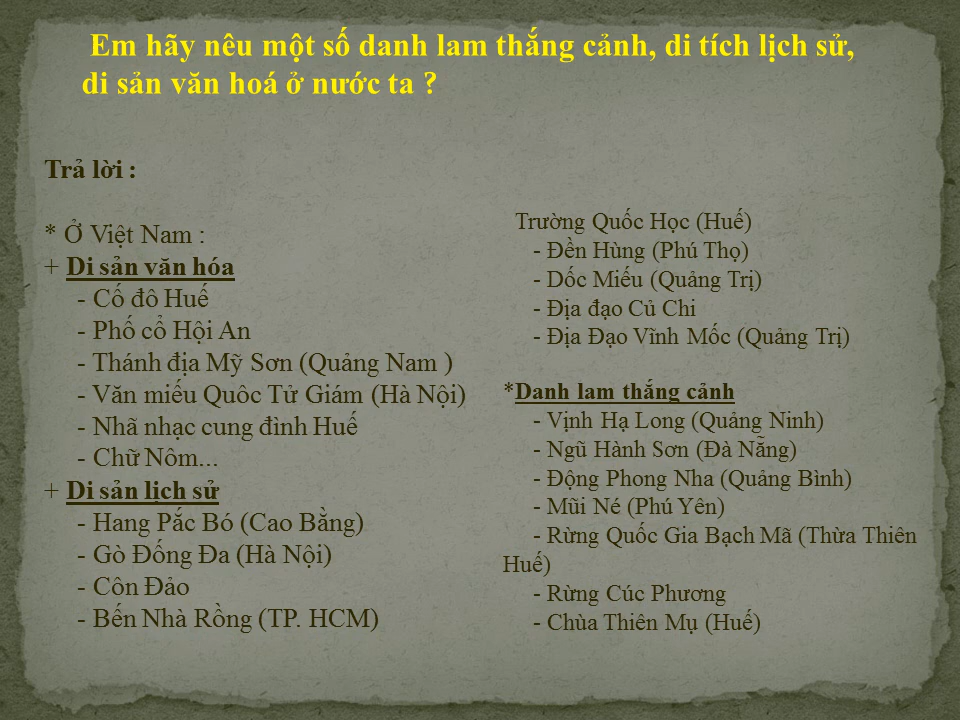 Em hãy nêu một số danh lam thắng cảnh, di tích lịch sử,
di sản văn hoá ở nước ta ?
Trả lời :
* Ở Việt Nam :
+ Di sản văn hóa
- Cố đô Huế
- Phố cổ Hội An
- Thánh địa Mỹ Sơn (Quảng Nam )
- Văn miếu Quôc Tử Giám (Hà Nội)
- Nhã nhạc cung đình Huế
- Chữ Nôm...
+ Di sản lịch sử
- Hang Pắc Bó (Cao Bằng)
- Gò Đống Đa (Hà Nội)
- Côn Đảo
- Bến Nhà Rồng (TP. HCM)
Trường Quốc Học (Huế)
- Đền Hùng (Phú Thọ)
- Dốc Miếu (Quảng Trị)
- Địa đạo Củ Chi
- Địa Đạo Vĩnh Mốc (Quảng Trị)
*Danh lam thắng cảnh
- Vịnh Hạ Long (Quảng Ninh)
- Ngũ Hành Sơn (Đà Nẵng)
- Động Phong Nha (Quảng Bình)
- Mũi Né (Phú Yên)
- Rừng Quốc Gia Bạch Mã (Thừa Thiên
Huế)
- Rừng Cúc Phương
- Chùa Thiên Mụ (Huế)